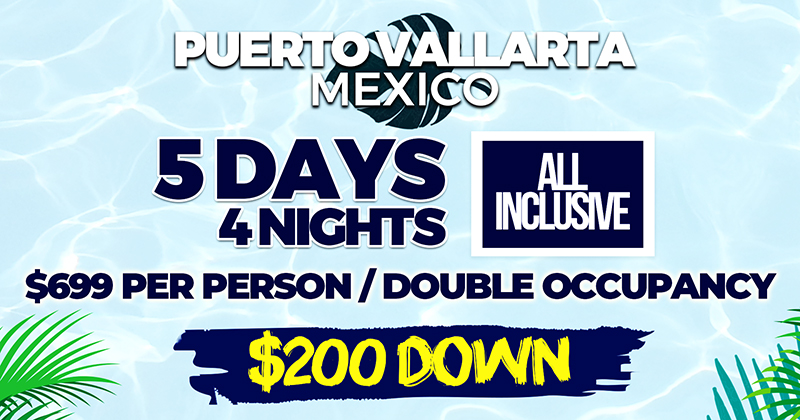 PUERTO VALLARTA
MEXICO
5 DAYS
4 NIGHTS
ALL
INCLUSIVE
$699 PER PERSON / DOUBLE OCCUPANCY
$200 DOWN